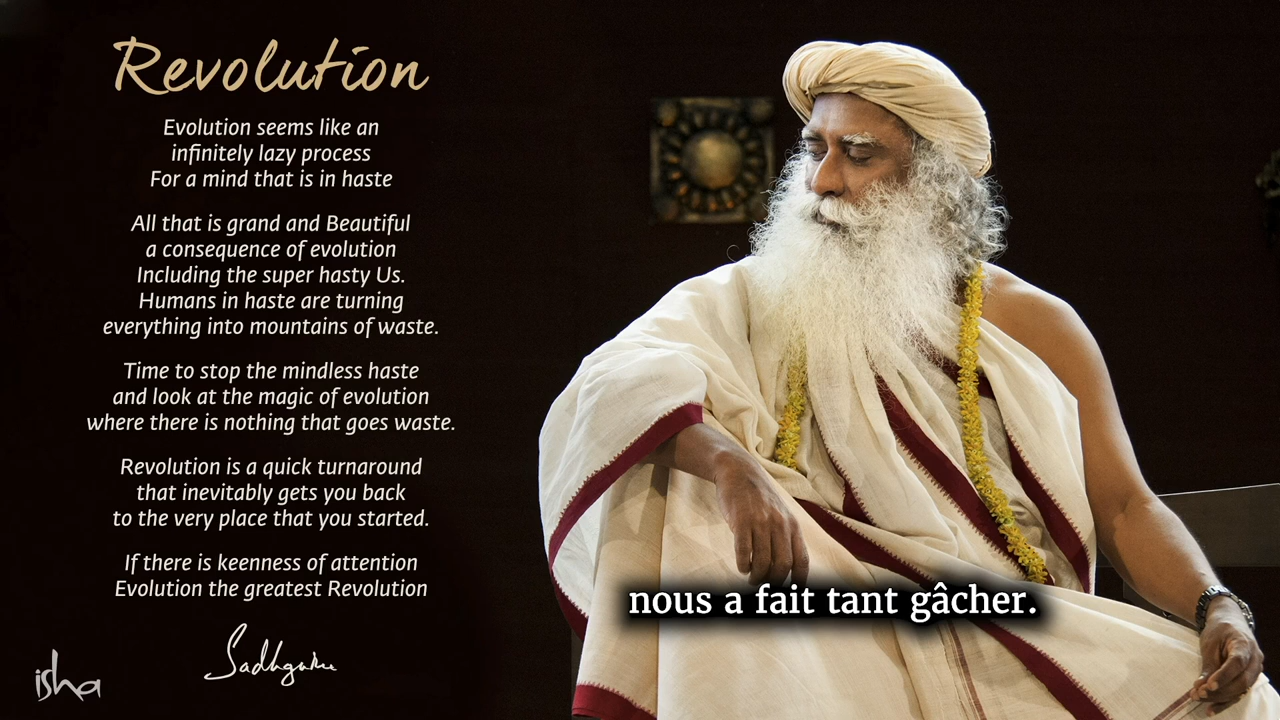 Revolution
Evolution seems like an
infinitely lazy process
For a mind that is in haste
All that is grand and Beautiful
a consequence of evolution
Including the super hasty Us.
Humans in haste are turning
everything into mountains of waste.
Time to stop the mindless haste
and look at the magic of evolution
where there is nothing that goes waste.
Revolution is a quick turnaround
that inevitably gets you back
to the very place that you started.
If there is keenness of attention
Evolution the greatest Revolution
Sadhguru
isha
nous a fait tant gâcher.